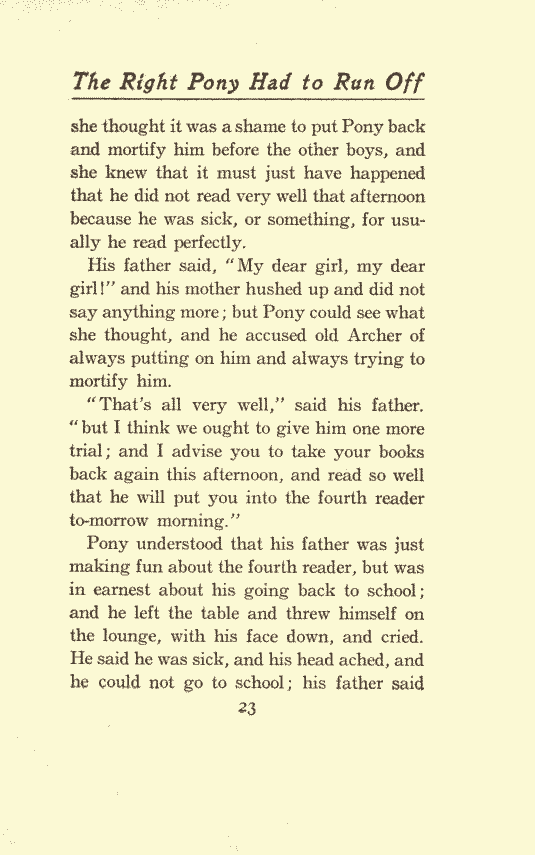 The Right Pony Had to Run Off
she thought it was a shame to put Pony back
and mortify him before the other boys, and
she knew that it must just have happened
that he did not read very well that afternoon
because he was sick, or something, for usu-
ally he read perfectly.
His father said, "My dear girl, my dear
girl!" and his mother hushed up and did not
say anything more; but Pony could see what
she thought, and he accused old Archer of
always putting on him and always trying to
mortify him.
"That's all very well," said his father.
"but I think we ought to give him one more
trial; and I advise you to take your books
back again this afternoon, and read so well
that he will put you into the fourth reader
to-morrow morning."
Pony understood that his father was just
making fun about the fourth reader, but was
in earnest about his going back to school;
and he left the table and threw himself on
the lounge, with his face down, and cried.
He said he was sick, and his head ached, and
he could not go to school; his father said
23